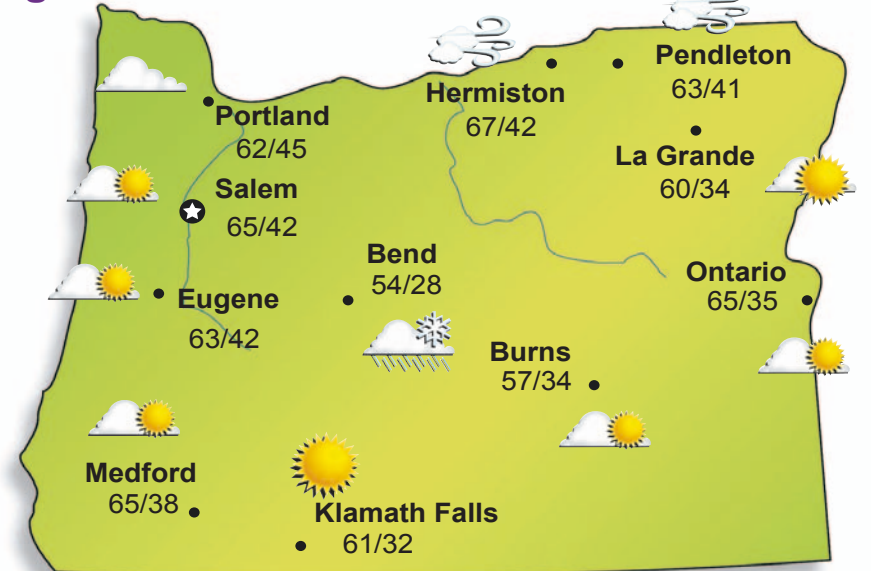 Pendleton
63/41
Hermiston
67/42
Portland
62/45
La Grande
60/34
Salem
65/42
Bend
54/28
Ontario
65/35
Eugene
63/42
Burns
57/34
Medford
65/38
Klamath Falls
61/32